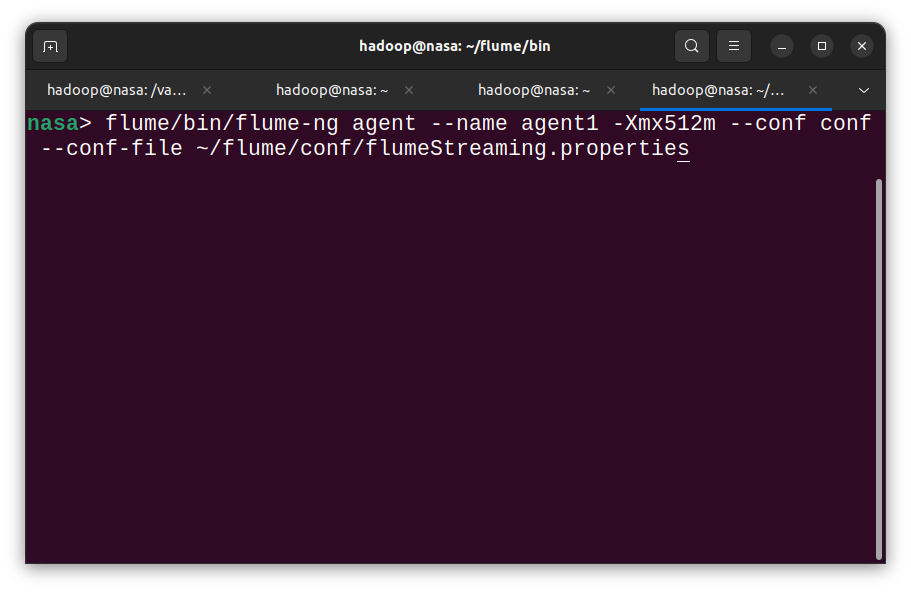 hadoop@nasa: ~/flume/bin
hadoop@nasa: /va...
hadoop@nasa: ~
hadoop@nasa: ~
hadoop@nasa: ~/...
nasa> flume/bin/flume-ng agent --name agent1 -Xmx512m --conf conf
--conf-file ~/flume/conf/flumeStreaming.properties